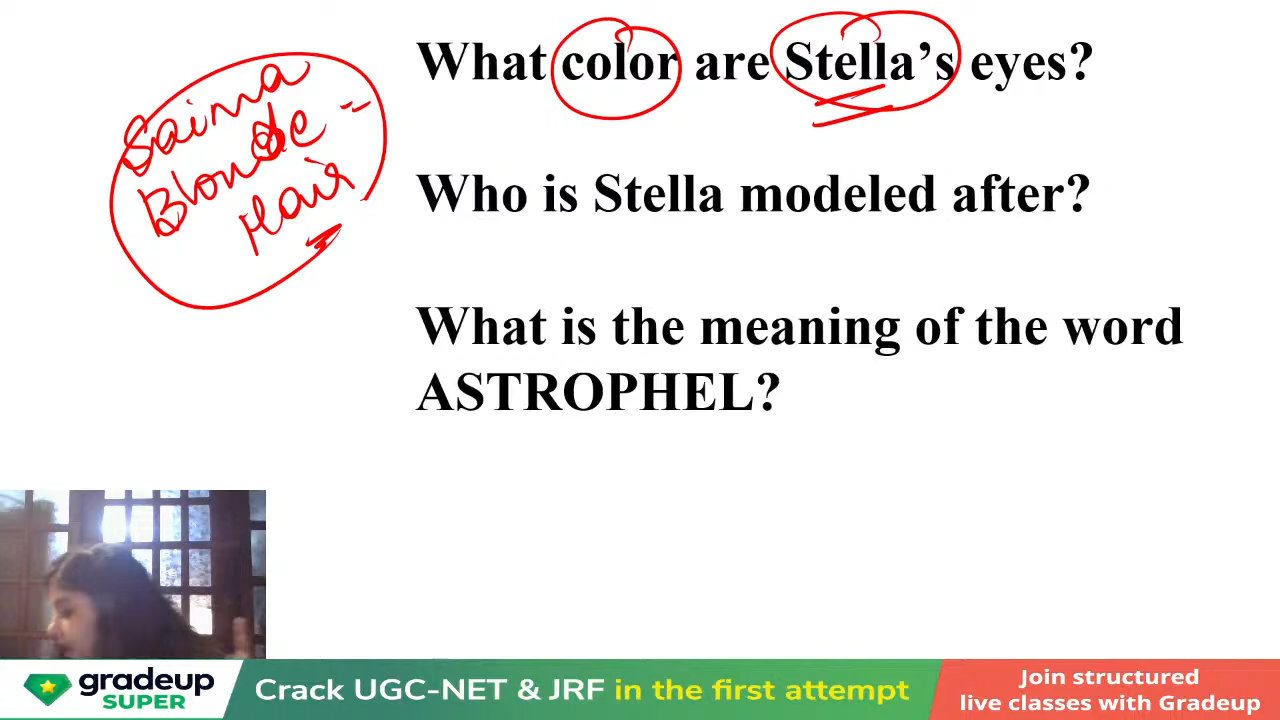 What color are Stella's eyes?
Saima
Blonde =
Hair
Who is Stella modeled after?
What is the meaning of the word
ASTROPHEL?
gradeup
SUPER
Crack UGC-NET & JRF in the first attempt
Join structured
live classes with Gradeup